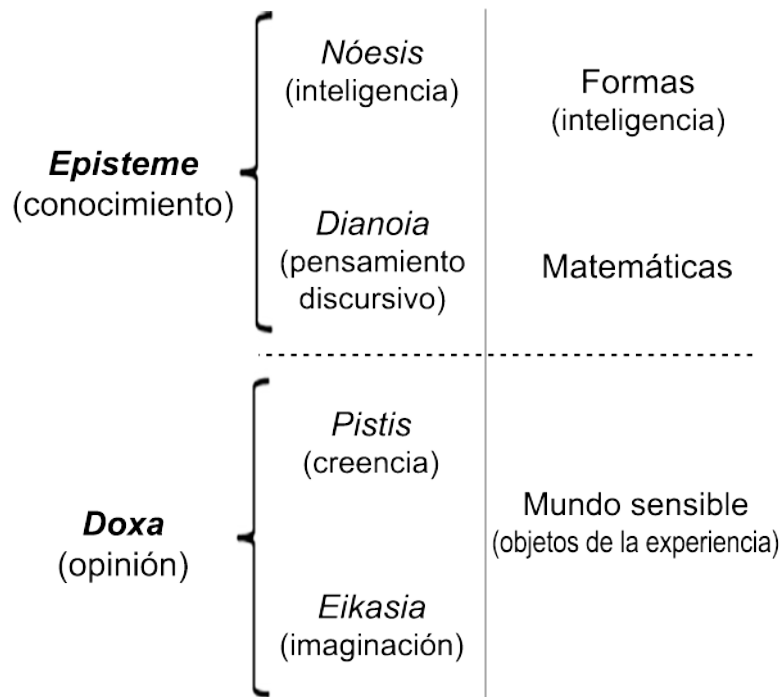 Nóesis
(inteligencia)
Formas
(inteligencia)
Episteme
(conocimiento)
Dianoia
(pensamiento
discursivo)
Matemáticas
Pistis
(creencia)
Mundo sensible
(objetos de la experiencia)
Doxa
(opinión)
Eikasia
(imaginación)